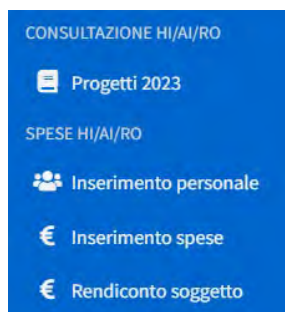 CONSULTAZIONE HI/AI/RO
Progetti 2023
SPESE HI/AI/RO
Inserimento personale
€ Inserimento spese
€ Rendiconto soggetto